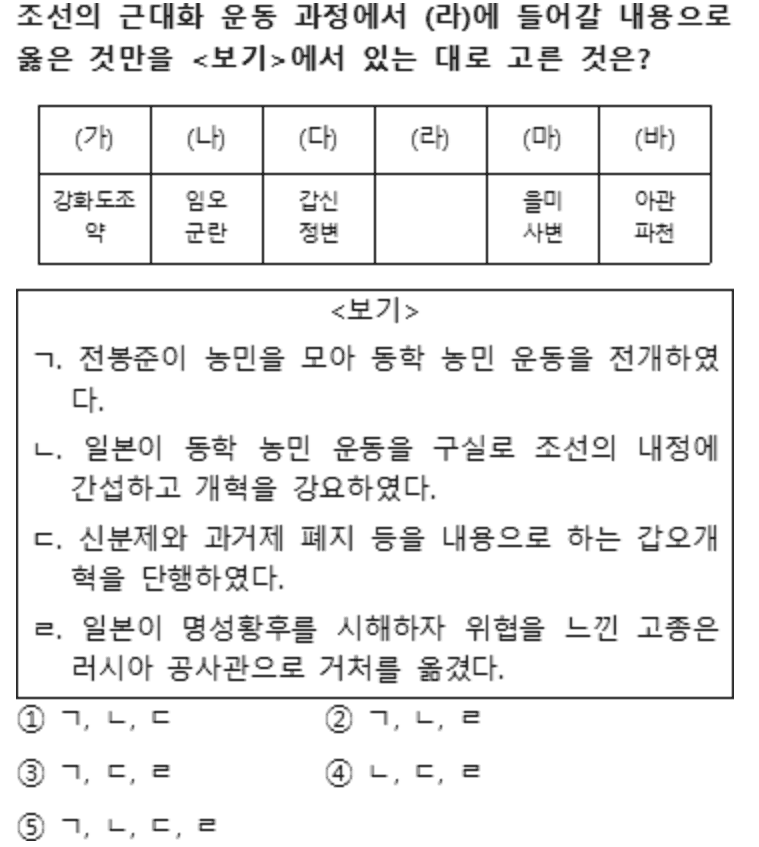 조선의 근대화 운동 과정에서 (라)에 들어갈 내용으로
옳은 것만을 <보기>에서 있는 대로 고른 것은?
(가) (나) (다) (라) (마) (바)
강화도조 임오 갑신 을미 아관
약 군란 정변 사변 파천
<보기>
ㄱ. 전봉준이 농민을 모아 동학 농민 운동을 전개하였
다.
ㄴ. 일본이 동학 농민 운동을 구실로 조선의 내정에
간섭하고 개혁을 강요하였다.
ㄷ. 신분제와 과거제 폐지 등을 내용으로 하는 갑오개
혁을 단행하였다.
ㄹ. 일본이 명성황후를 시해하자 위협을 느낀 고종은
러시아 공사관으로 거처를 옮겼다.
① ㄱ, ㄴ, ㄷ ② ㄱ, ㄴ, ㄹ
③ ㄱ, ㄷ, ㄹ ④ ㄴ, ㄷ, ㄹ
⑤ ㄱ, ㄴ, ㄷ, ㄹ